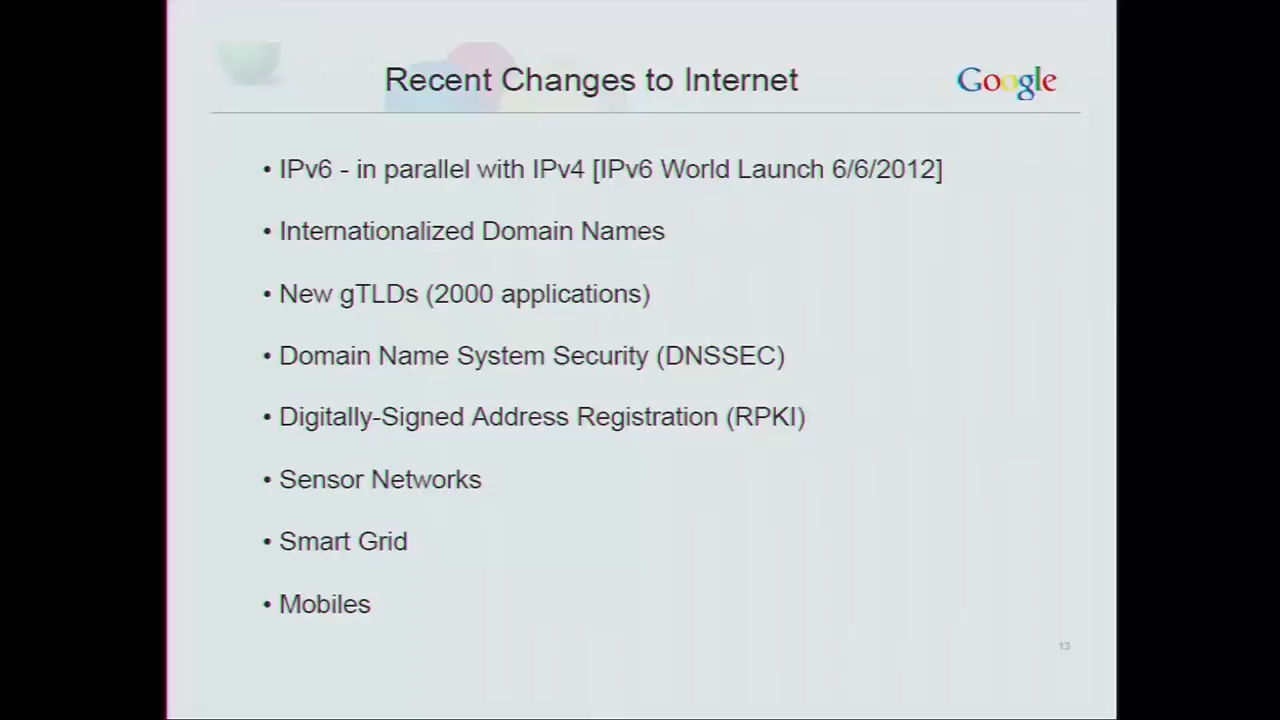 Recent Changes to Internet
Google
• IPv6 - in parallel with IPv4 [IPv6 World Launch 6/6/2012]
• Internationalized Domain Names
• New gTLDs (2000 applications)
• Domain Name System Security (DNSSEC)
• Digitally-Signed Address Registration (RPKI)
• Sensor Networks
• Smart Grid
• Mobiles
13